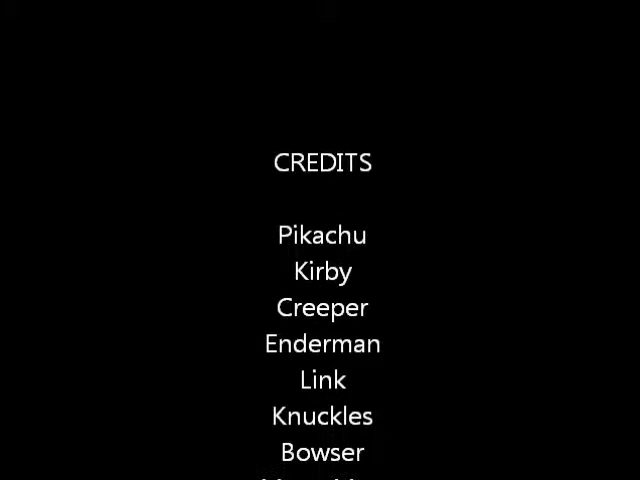 CREDITS
Pikachu
Kirby
Creeper
Enderman
Link
Knuckles
Bowser